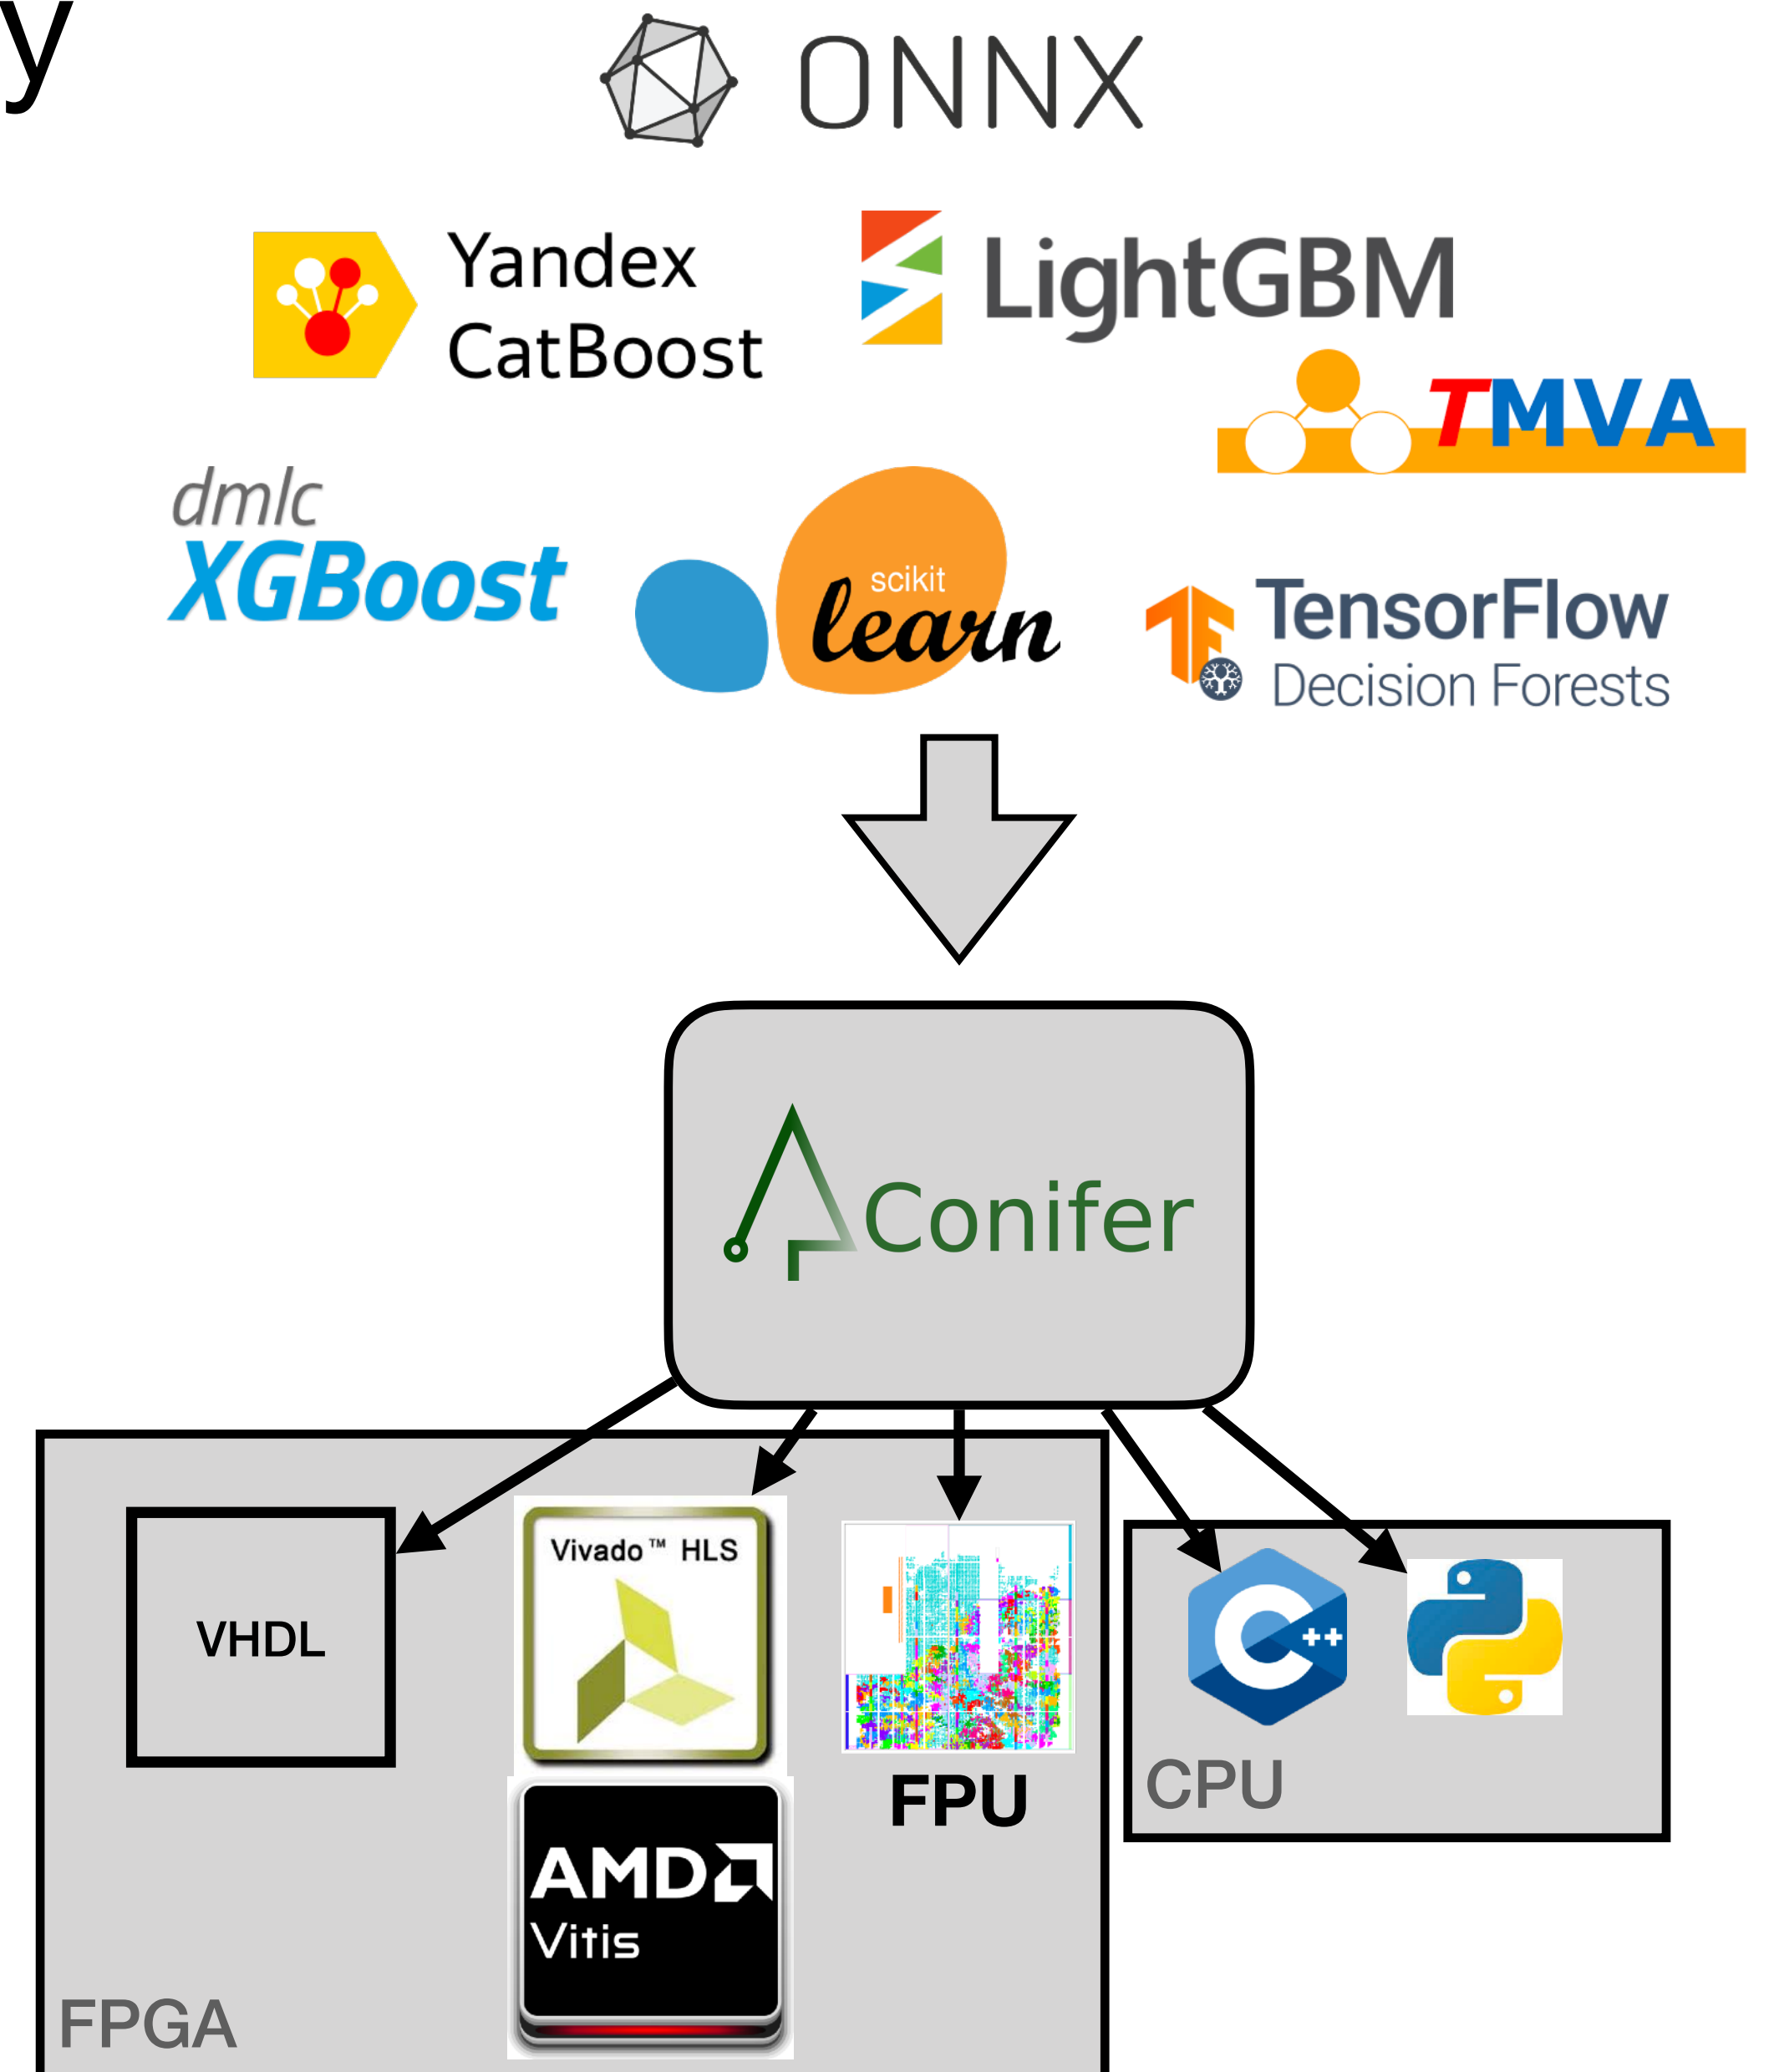 y
ONNX
Yandex
CatBoost
LightGBM
TMVA
dmlc
XGBoost
scikit
learn
TensorFlow
Decision Forests
Conifer
VHDL
Vivado™ HLS
AMD
Vitis
FPU
FPGA
C++
CPU